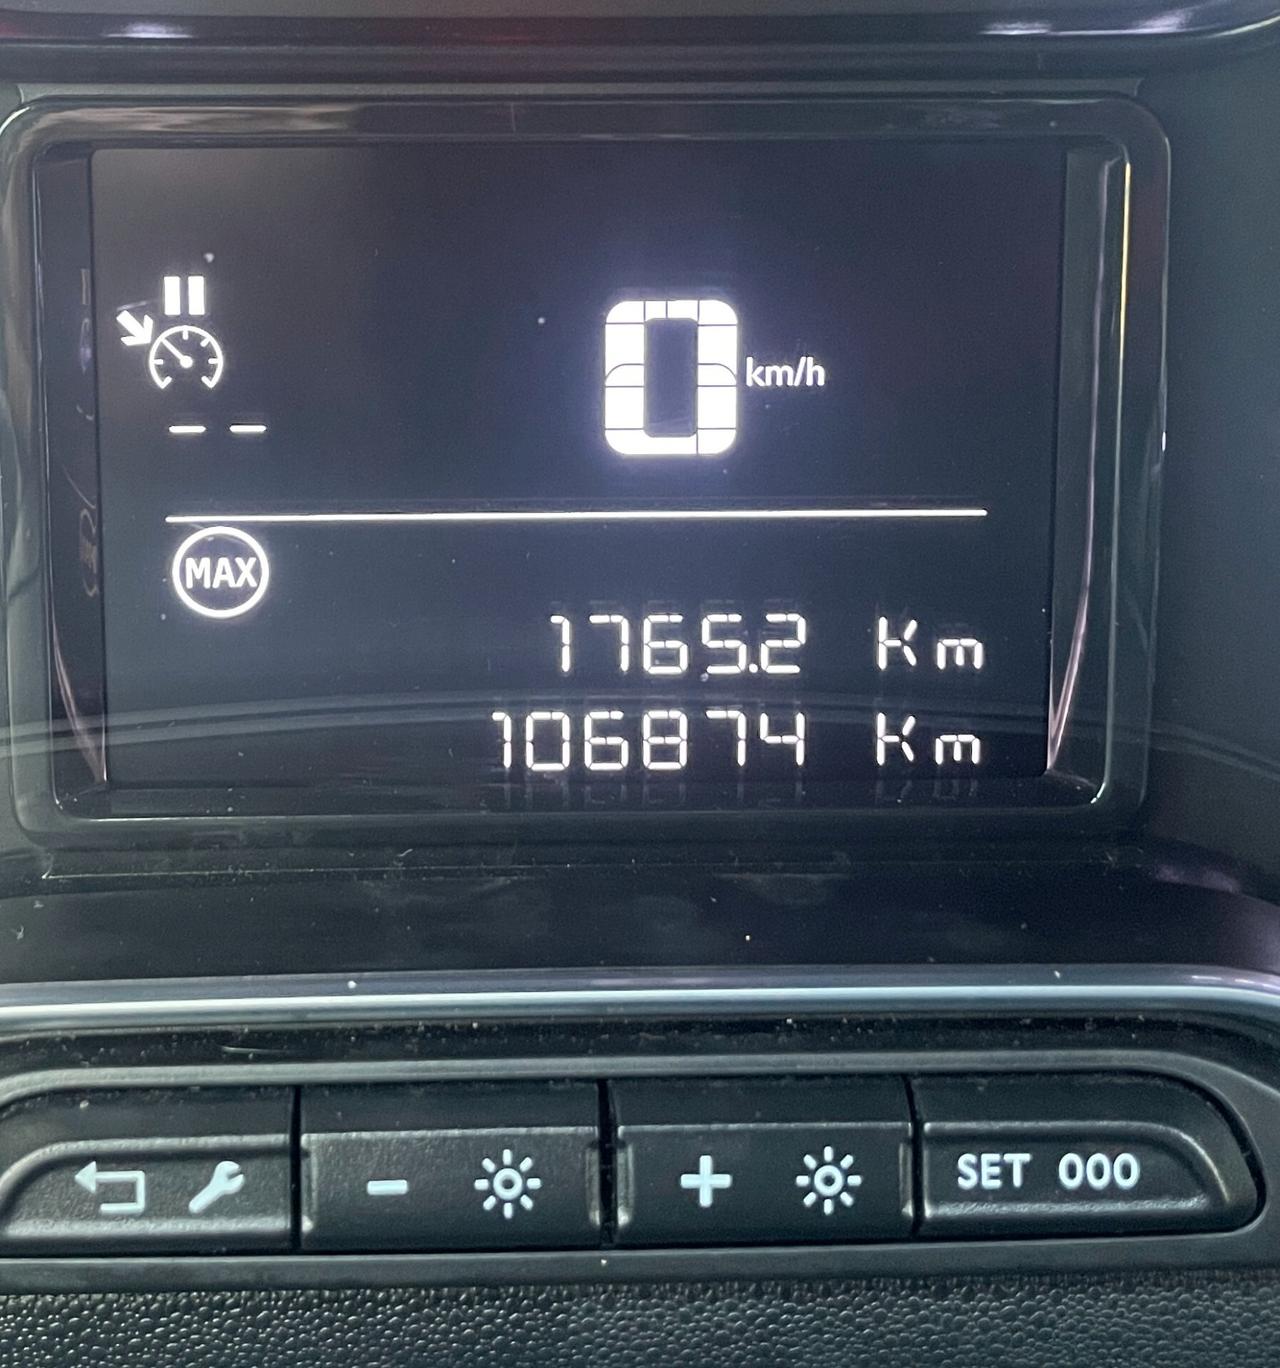 0 km/h
-- 
MAX
1765.2 Km
106874 Km
- + SET 000